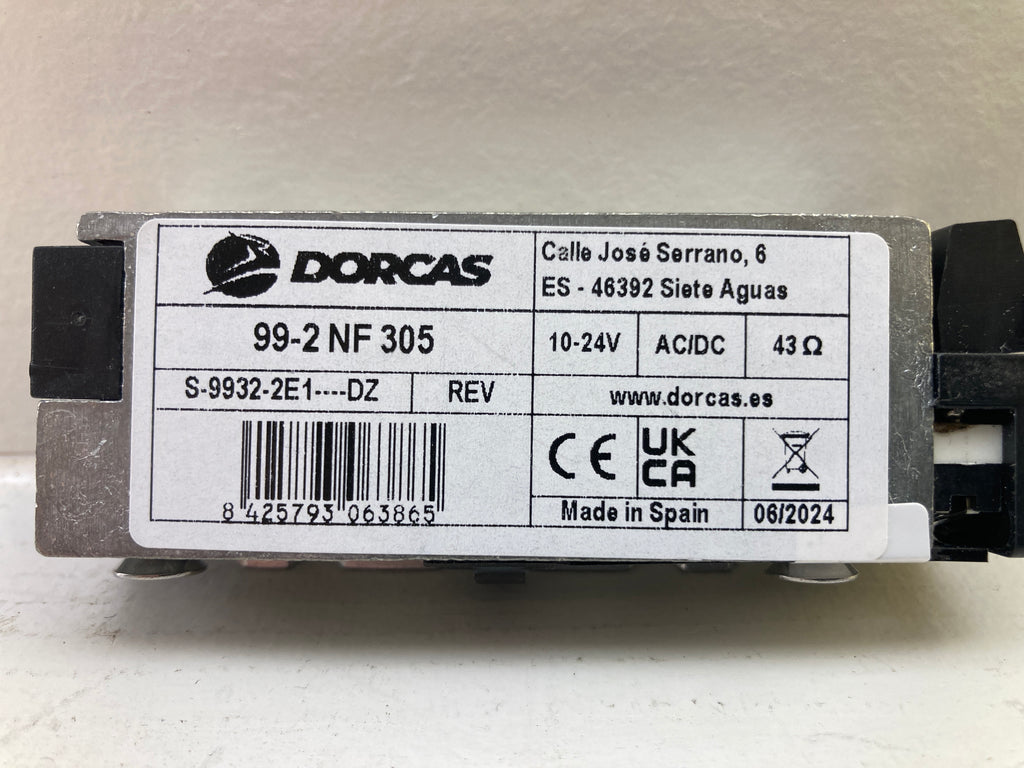 DORCAS
Calle José Serrano, 6
ES - 46392 Siete Aguas
99-2 NF 305
10-24V
AC/DC
43 Ω
S-9932-2E1----DZ
REV
www.dorcas.es
CE
UK
CA
8 425793 063865
Made in Spain
06/2024